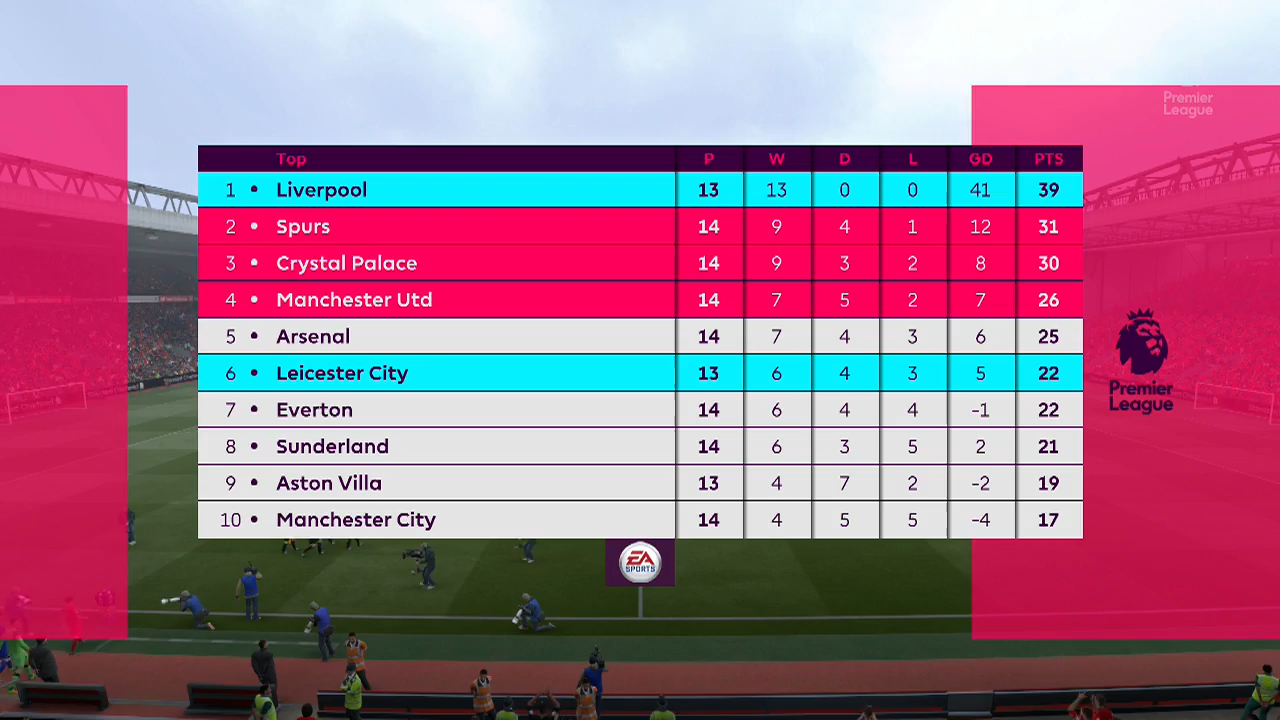 Premier
League
Top P W D L GD PTS
1 • Liverpool 13 13 0 0 41 39
2 • Spurs 14 9 4 1 12 31
3 • Crystal Palace 14 9 3 2 8 30
4 • Manchester Utd 14 7 5 2 7 26
5 • Arsenal 14 7 4 3 6 25
6 • Leicester City 13 6 4 3 5 22
7 • Everton 14 6 4 4 -1 22
8 • Sunderland 14 6 3 5 2 21
9 • Aston Villa 13 4 7 2 -2 19
10 • Manchester City 14 4 5 5 -4 17
Premier
League
EA
SPORTS